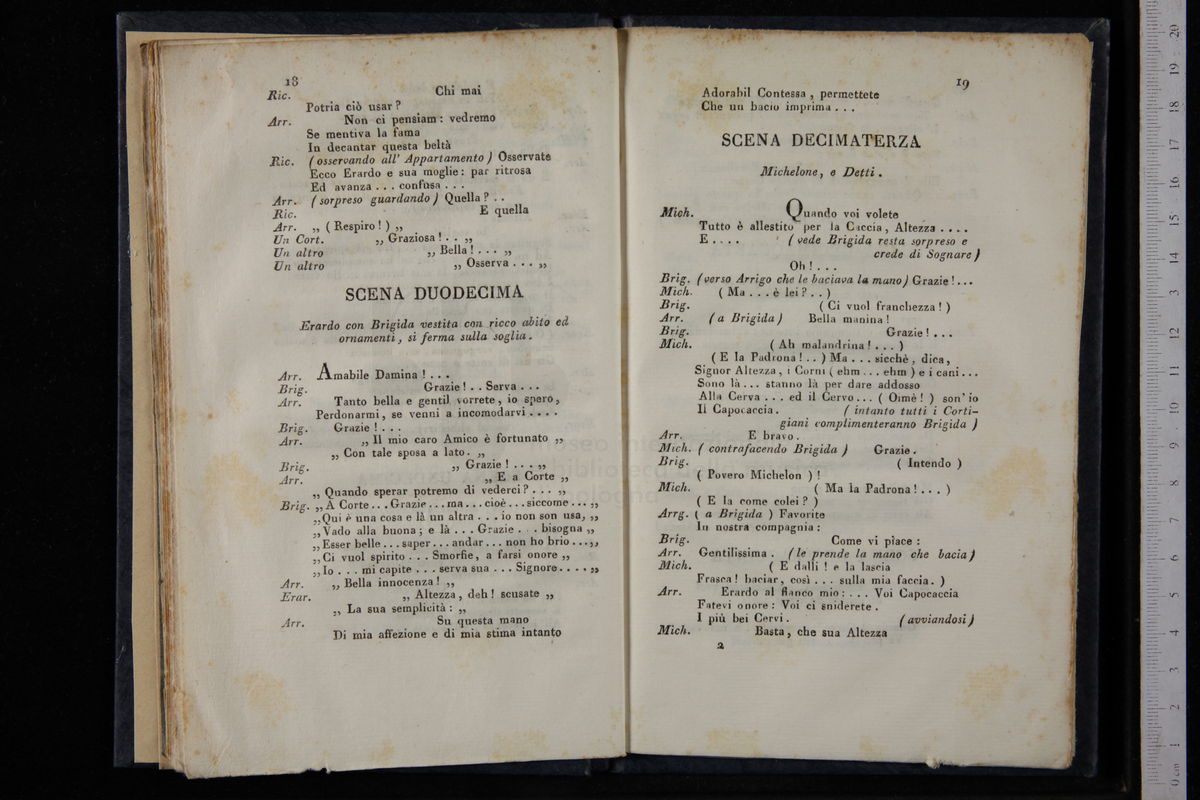 18
Ric. Chi mai
Potria ciò usar ?
Arr. Non ci pensiam : vedremo
Se mentiva la fama
In decantar questa beltà
Ric. ( osservando all' Appartamento ) Osservate
Ecco Erardo e sua moglie : par ritrosa
Ed avanza . . . confusa . . .
Arr. ( sorpreso guardando ) Quella ? . .
Ric. E quella
Arr. „ ( Respiro ! ) „
Un Cort. „ Graziosa ! . . „
Un altro „ Bella ! . . . „
Un altro „ Osserva . . . „
SCENA DUODECIMA
Erardo con Brigida vestita con ricco abito ed
ornamenti , si ferma sulla soglia .
Arr. Amabile Damina ! . . .
Brig. Grazie ! . . Serva . . .
Arr. Tanto bella e gentil vorrete, io spero,
Perdonarmi, se venni a incomodarvi . . . .
Brig. Grazie ! . . .
Arr. „ Il mio caro Amico è fortunato „
„ Con tale sposa a lato . „
Brig. „ Grazie ! . . . „
Arr. „ E a Corte „
„ Quando sperar potremo di vederci ? . . . „
Brig. „ A Corte . . . Grazie . . . ma . . . cioè . . . siccome . . . „
„ Qui è una cosa e là un altra . . . io non son usa, „
„ Vado alla buona ; e là . . . Grazie . . . bisogna „
„ Esser belle . . . saper . . . andar . . . non ho brio . . . „
„ Ci vuol spirito . . . Smorfie, a farsi onore „
„ Io . . . mi capite . . . serva sua . . . Signore . . . . „
Arr. „ Bella innocenza ! „
Erar. „ Altezza , deh ! scusate „
„ La sua semplicità : „
Arr. Su questa mano
Di mia affezione e di mia stima intanto
19
Adorabil Contessa , permettete
Che un bacio imprima . . .
SCENA DECIMATERZA
Michelone, e Detti .
Mich. Quando voi volete
Tutto è allestito per la Caccia, Altezza . . . .
E . . . . ( vede Brigida resta sorpreso e
crede di Sognare )
Oh ! . . .
Brig. ( verso Arrigo che le baciava la mano ) Grazie ! . . .
Mich. ( Ma . . . è lei ? . . )
Brig. ( Ci vuol franchezza ! )
Arr. ( a Brigida ) Bella manina !
Brig. Grazie ! . . .
Mich. ( Ah malandrina ! . . . )
( E la Padrona ! . . ) Ma . . . sicchè , dica,
Signor Altezza , i Corni ( ehm . . . ehm ) e i cani . . .
Sono là . . . stanno là per dare addosso
Alla Cerva . . . ed il Cervo . . . ( Oimè ! ) son' io
Il Capocaccia . ( intanto tutti i Corti-
giani complimenteranno Brigida )
Arr. E bravo .
Mich. ( contrafacendo Brigida ) Grazie .
Brig. ( Intendo )
( Povero Michelon ) !
Mich. ( Ma la Padrona ! . . . )
( E la come colei ? )
Arrg. ( a Brigida ) Favorite
In nostra compagnia :
Brig. Come vi piace :
Arr. Gentilissima . ( le prende la mano che bacia )
Mich. ( E dalli ! e la lascia
Frasca ! baciar, così . . . sulla mia faccia . )
Arr. Erardo al fianco mio : . . . Voi Capocaccia
Fatevi onore : Voi ci sniderete .
I più bei Cervi . ( avviandosi )
Mich. Basta , che sua Altezza
2